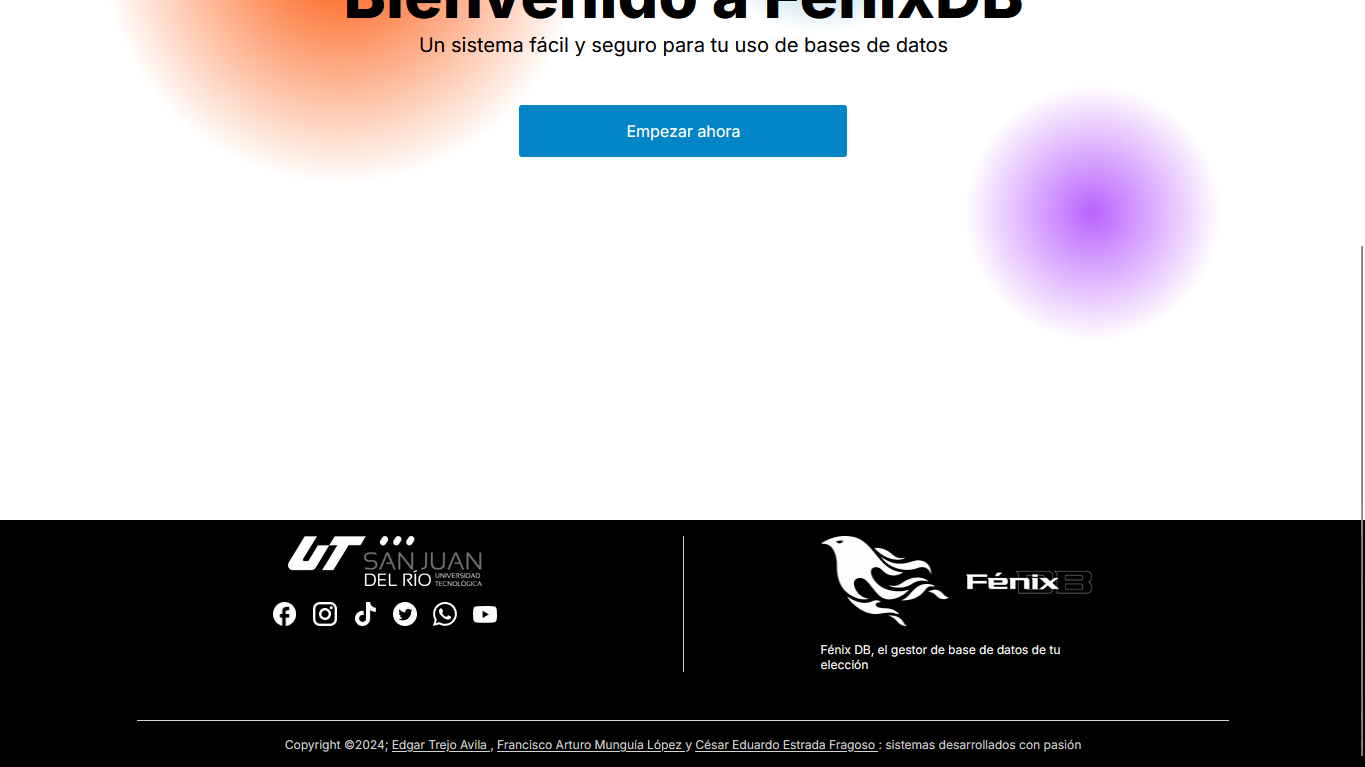 Bienvenido a FénixDB
Un sistema fácil y seguro para tu uso de bases de datos
Empezar ahora
UT SAN JUAN
DEL RÍO UNIVERSIDAD
TECNOLÓGICA
Fénix DB
Fénix DB, el gestor de base de datos de tu
elección
Copyright ©2024; Edgar Trejo Avila , Francisco Arturo Munguía López y César Eduardo Estrada Fragoso : sistemas desarrollados con pasión